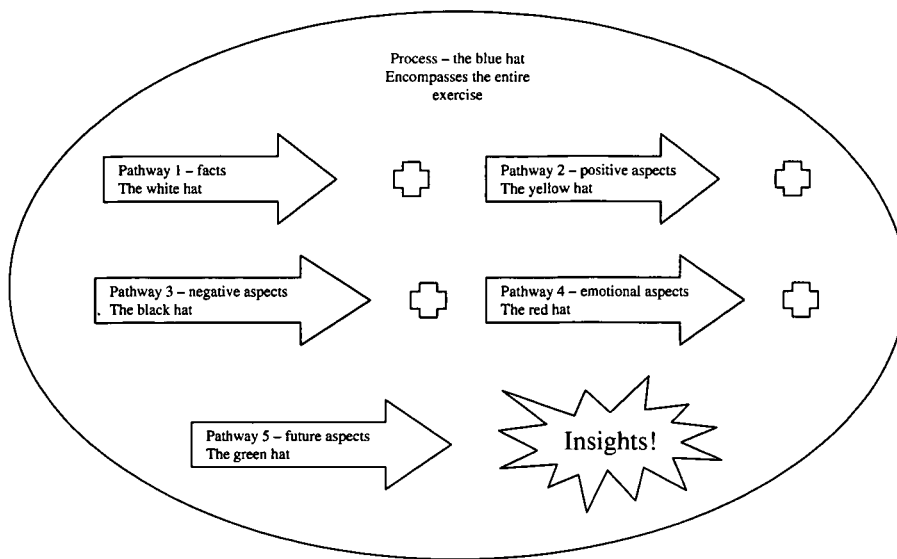 Process – the blue hat
Encompasses the entire
exercise
Pathway 1 – facts
The white hat
Pathway 2 – positive aspects
The yellow hat
Pathway 3 – negative aspects
The black hat
Pathway 4 – emotional aspects
The red hat
Pathway 5 – future aspects
The green hat
Insights!